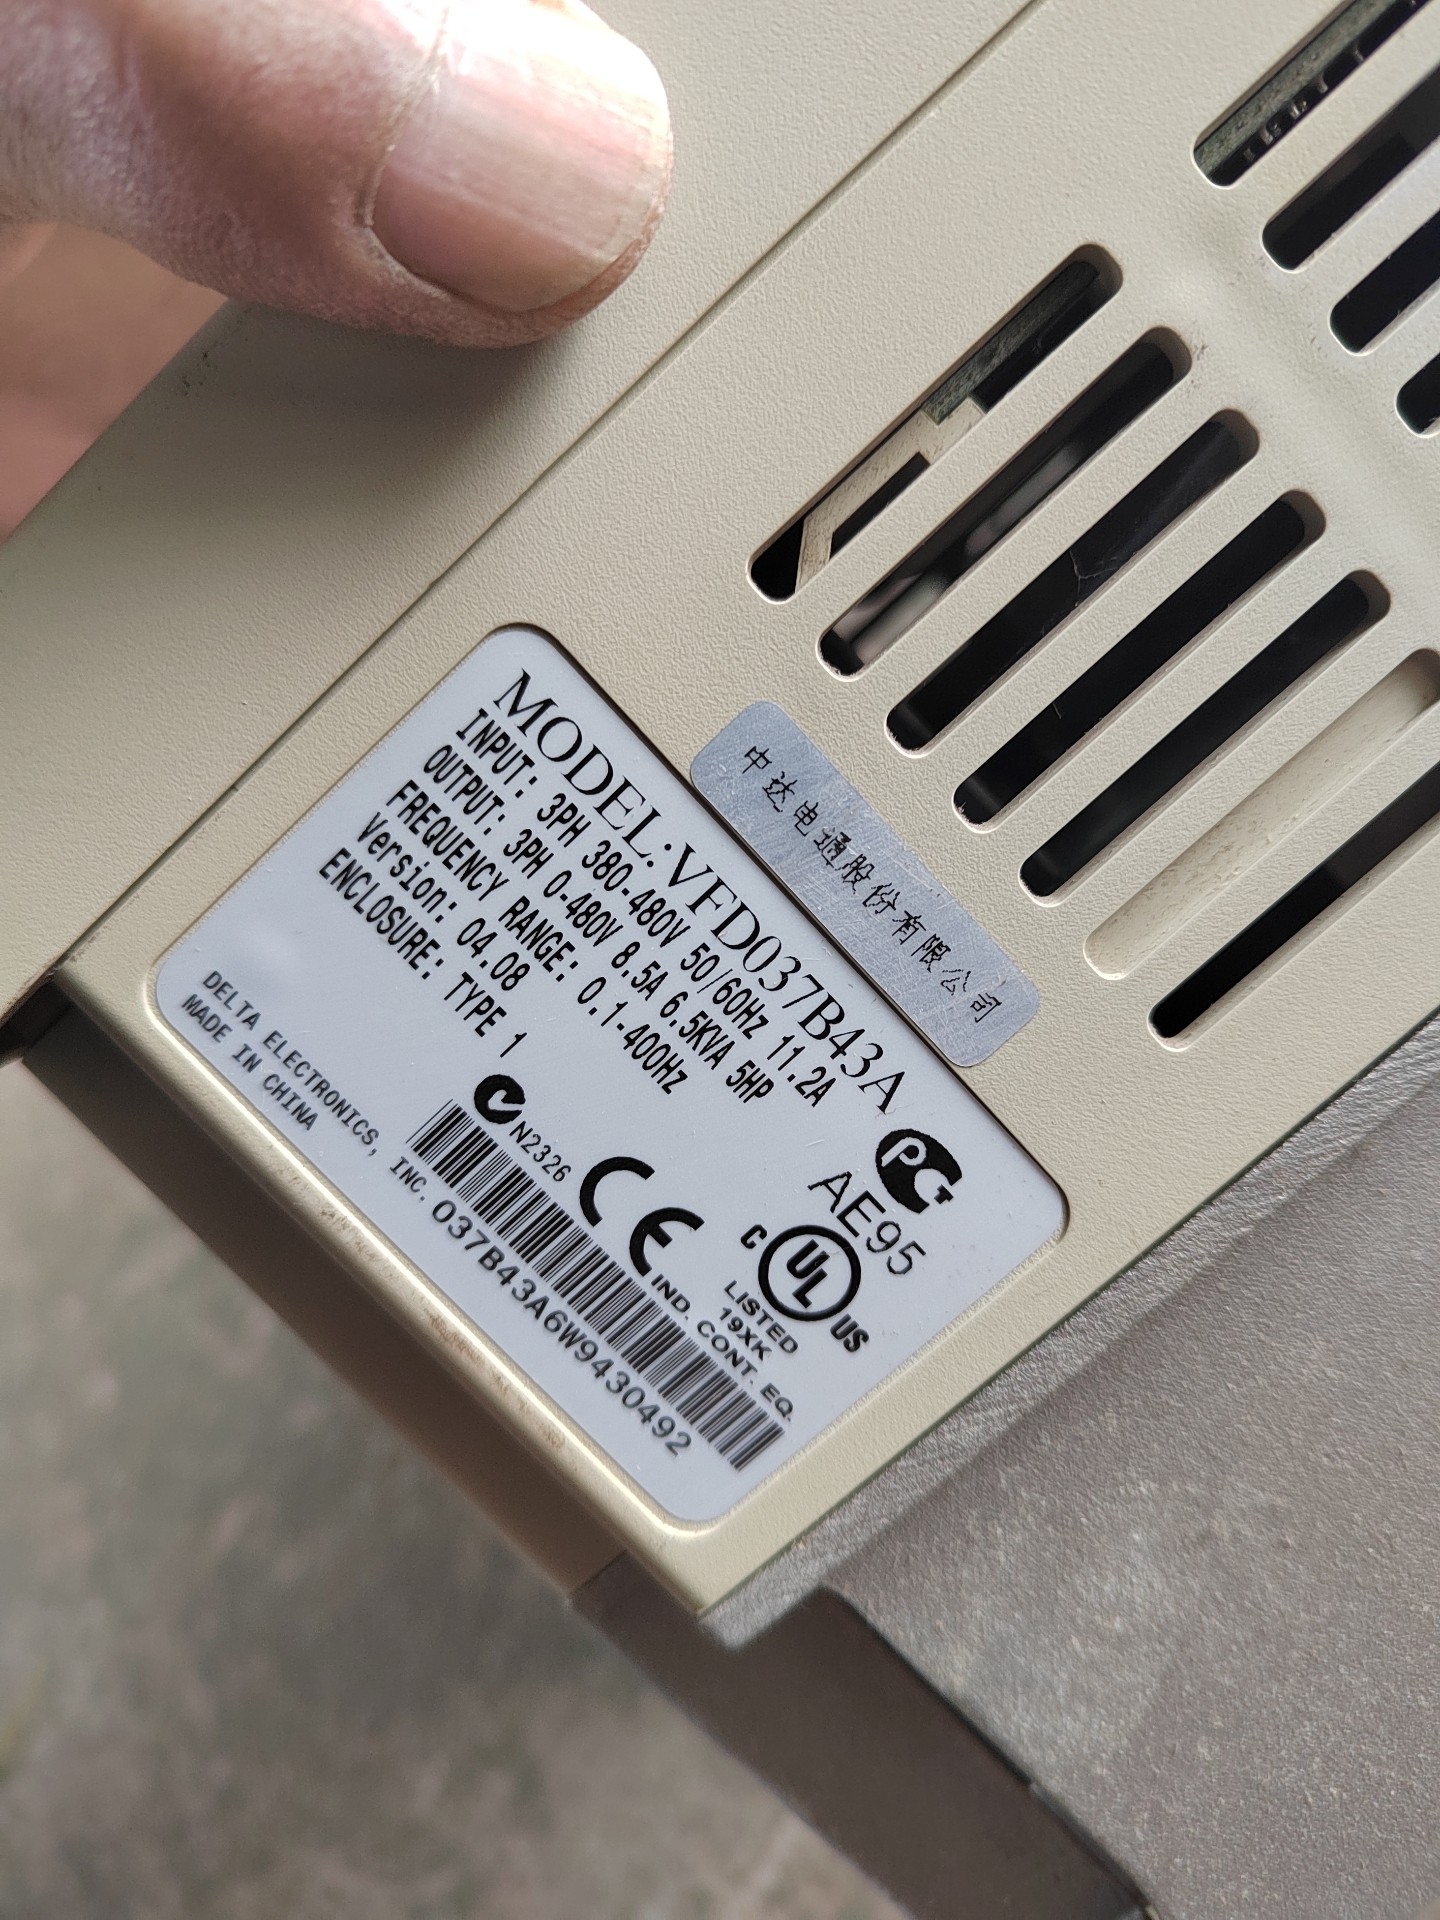 中达电通股份有限公司
MODEL:VFD037B43A
INPUT: 3PH 380-480V 50/60Hz 11.2A
OUTPUT: 3PH 0-480V 8.5A 6.5KVA 5HP
FREQUENCY RANGE: 0.1-400Hz
Version: 04.08
ENCLOSURE: TYPE 1
N2326
CE
AE95
C UL US
LISTED
19XK
IND. CONT. EQ.
037B43A6W9430492
DELTA ELECTRONICS, INC.
MADE IN CHINA